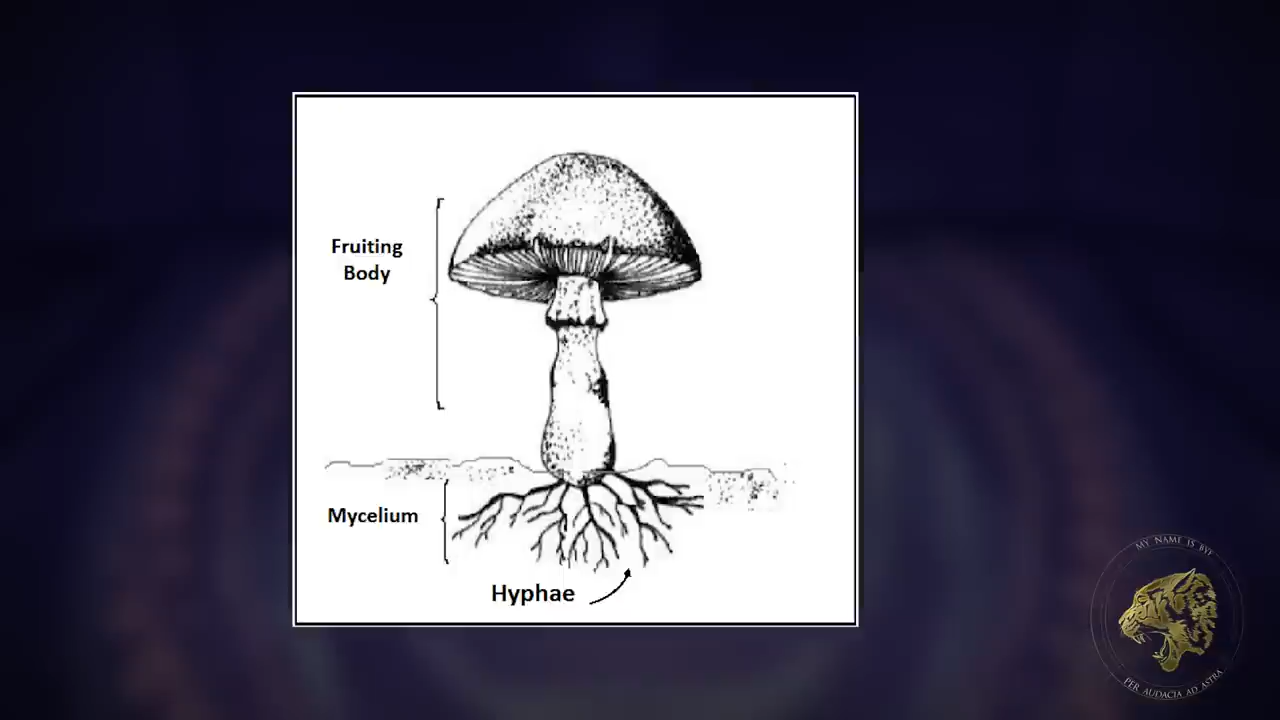 Fruiting
Body
Mycelium
Hyphae
MY NAME IS BYF
PER AUDACIA AD ASTRA